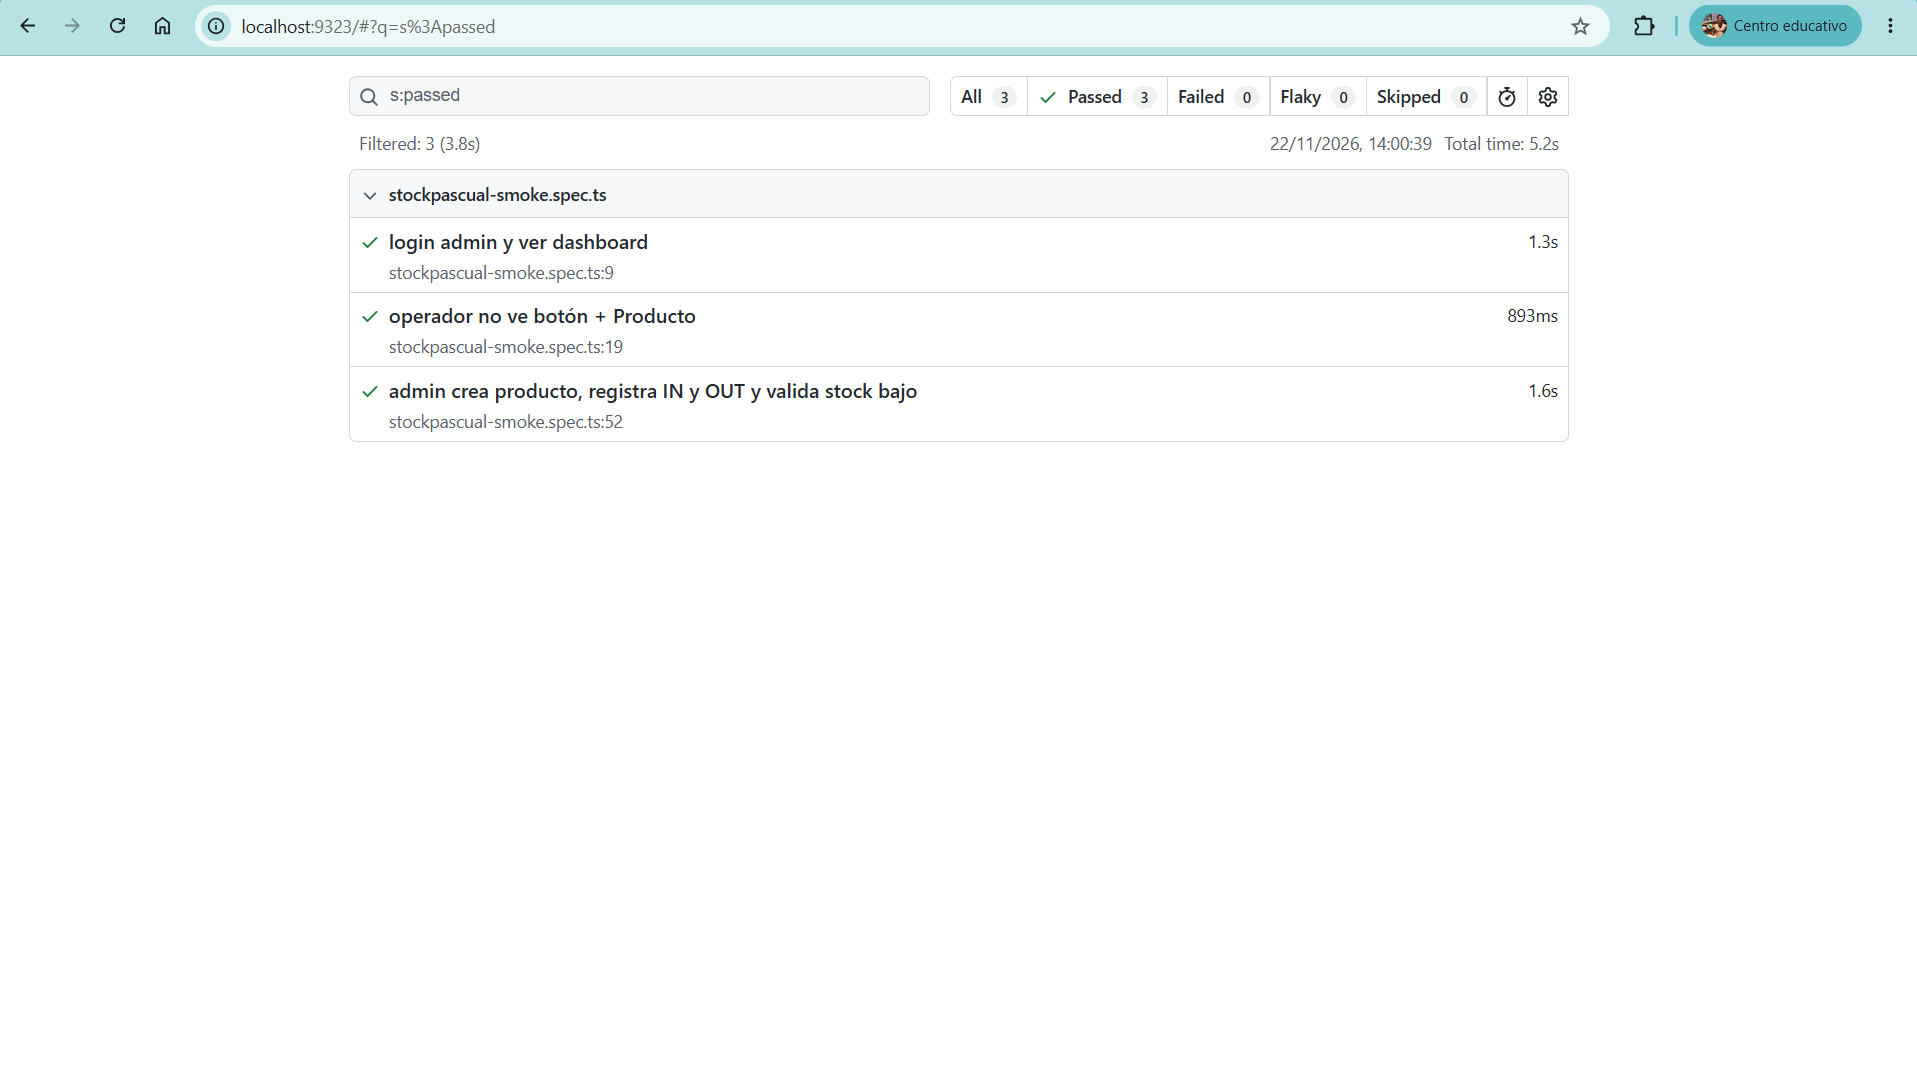 localhost:9323/#?q=s%3Apassed
Centro educativo
s:passed
All 3 Passed 3 Failed 0 Flaky 0 Skipped 0
Filtered: 3 (3.8s)
22/11/2026, 14:00:39 Total time: 5.2s
stockpascual-smoke.spec.ts
login admin y ver dashboard 1.3s
stockpascual-smoke.spec.ts:9
operador no ve botón + Producto 893ms
stockpascual-smoke.spec.ts:19
admin crea producto, registra IN y OUT y valida stock bajo 1.6s
stockpascual-smoke.spec.ts:52